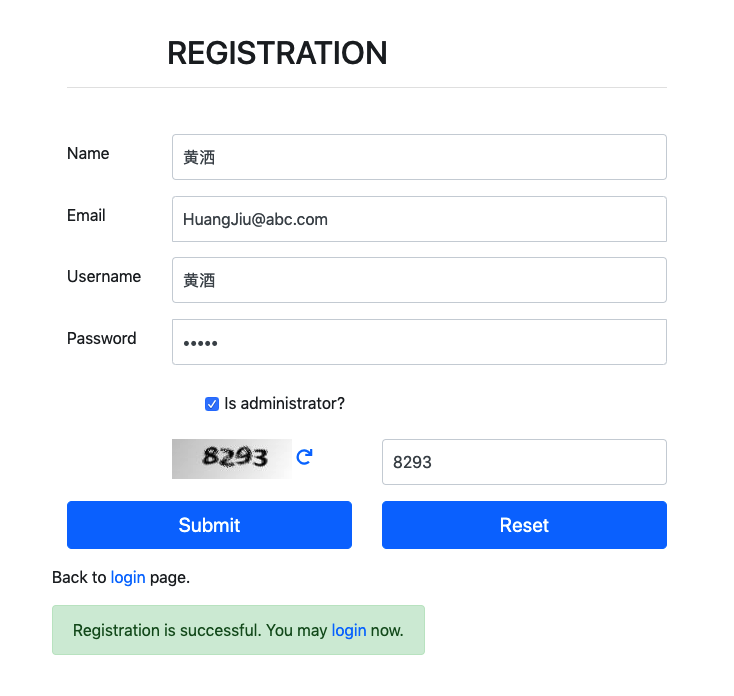 REGISTRATION
Name 黄洒
Email HuangJiu@abc.com
Username 黄酒
Password •••••
Is administrator?
8293 8293
Submit Reset
Back to login page.
Registration is successful. You may login now.